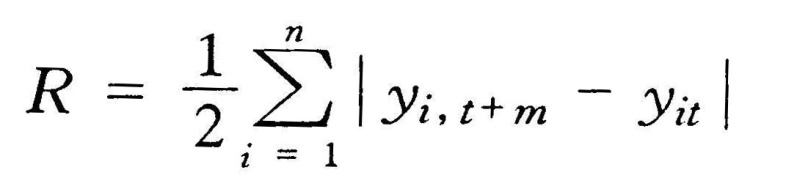 R = \frac{1}{2} \sum_{i = 1}^{n} | y_{i, t+m} - y_{it} |